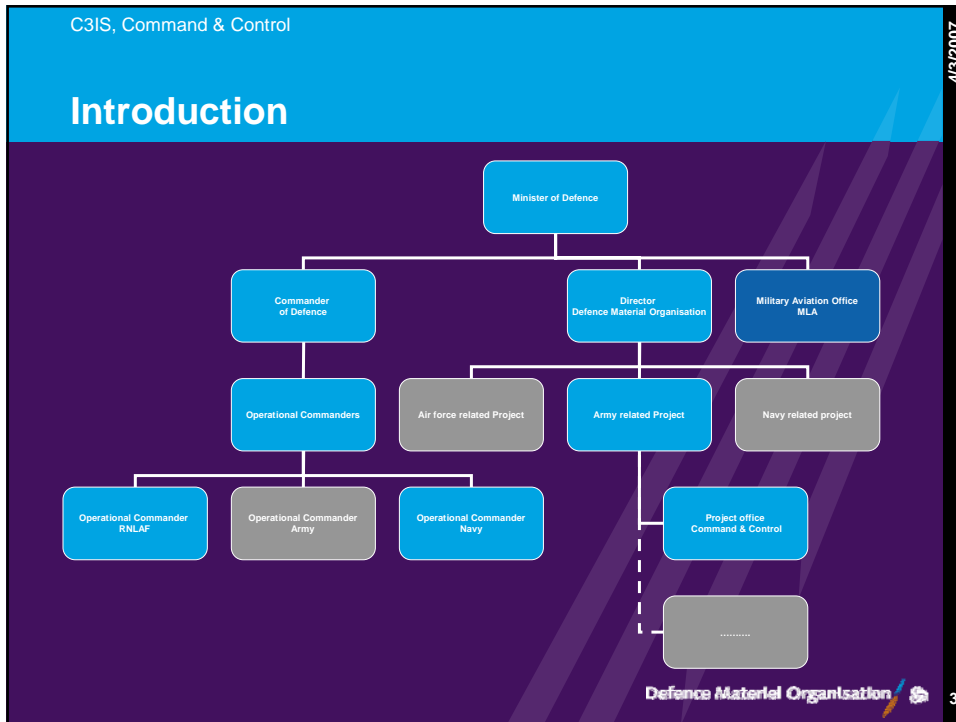 C3IS, Command & Control
4/3/2007
Introduction
Minister of Defence
Commander
of Defence
Director
Defence Material Organisation
Military Aviation Office
MLA
Operational Commanders
Air force related Project
Army related Project
Navy related project
Operational Commander
RNLAF
Operational Commander
Army
Operational Commander
Navy
Project office
Command & Control
..........
Defence Materiel Organisation
3